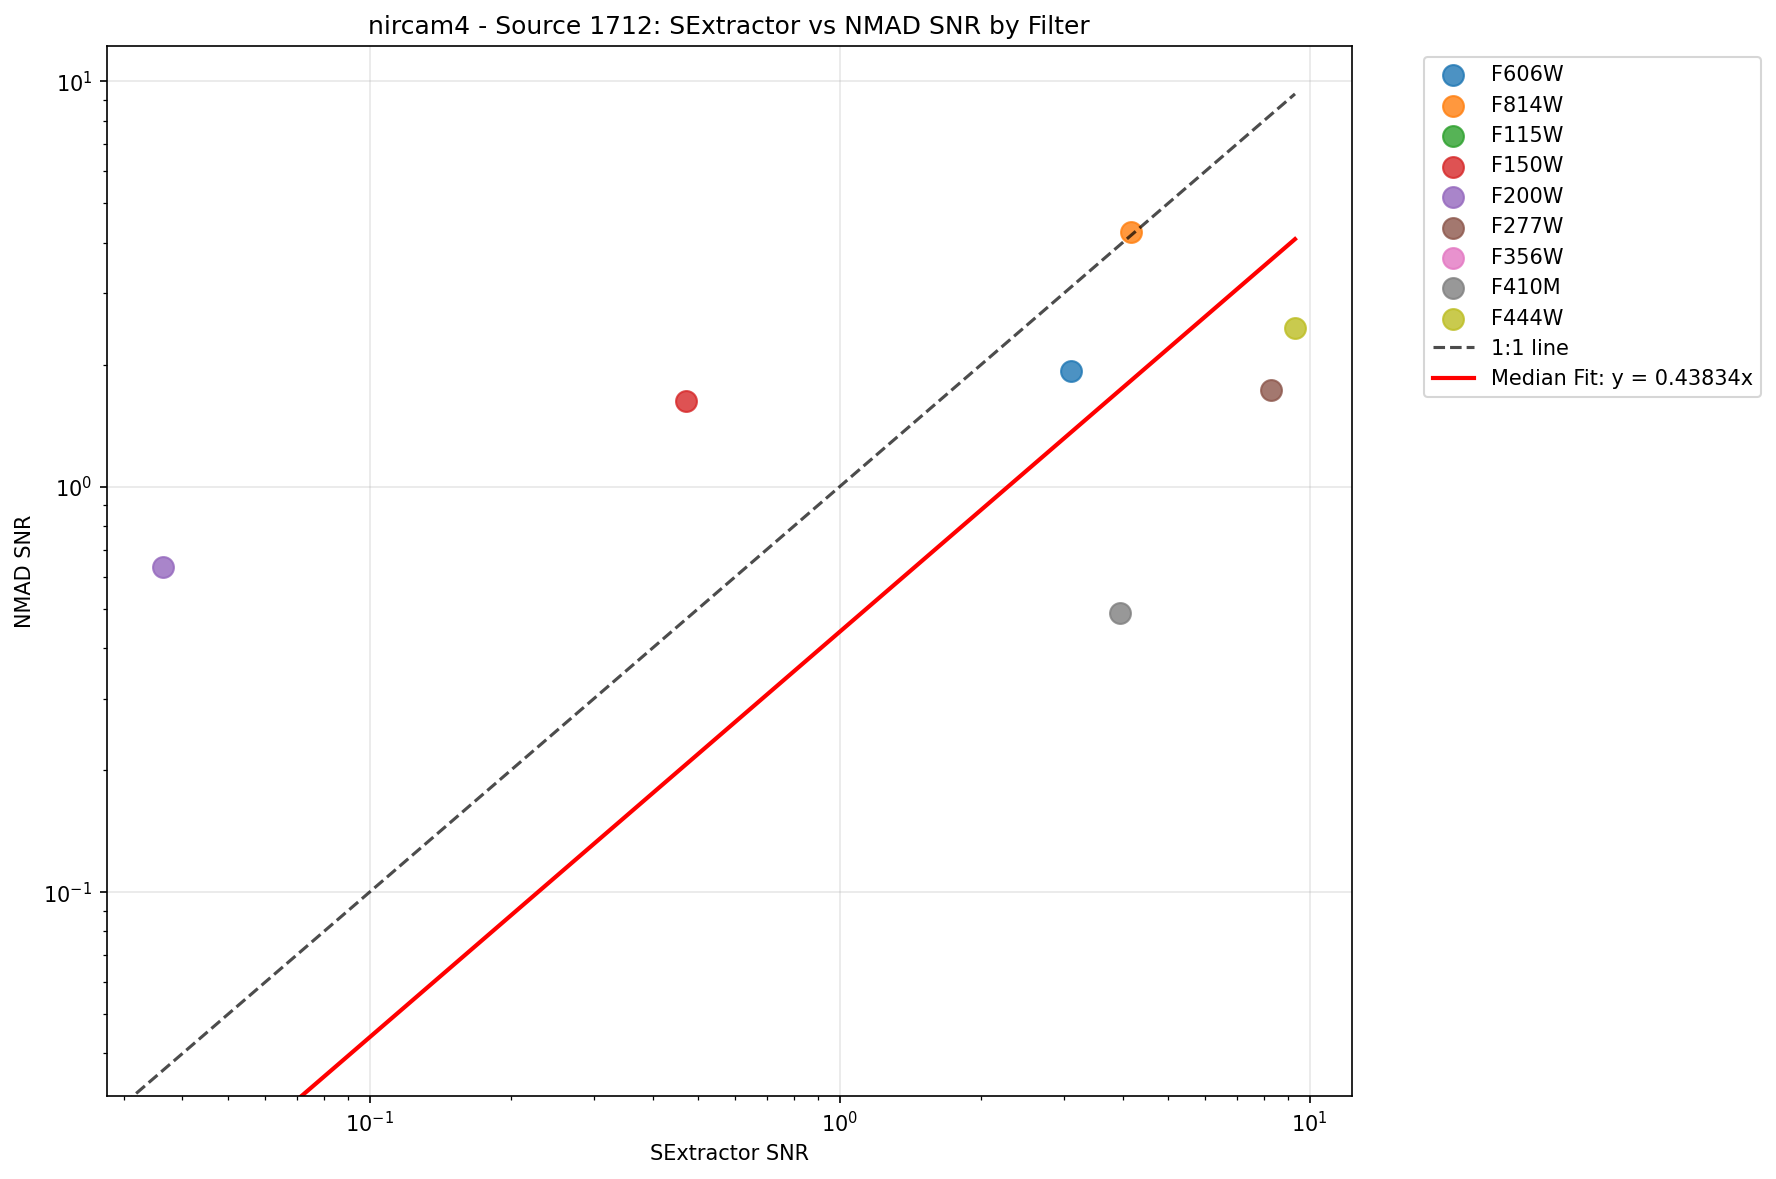 nircam4 - Source 1712: SExtractor vs NMAD SNR by Filter
NMAD SNR
10¹
10⁰
10⁻¹
10⁻¹ 10⁰ 10¹
SExtractor SNR
F606W
F814W
F115W
F150W
F200W
F277W
F356W
F410M
F444W
1:1 line
Median Fit: y = 0.43834x